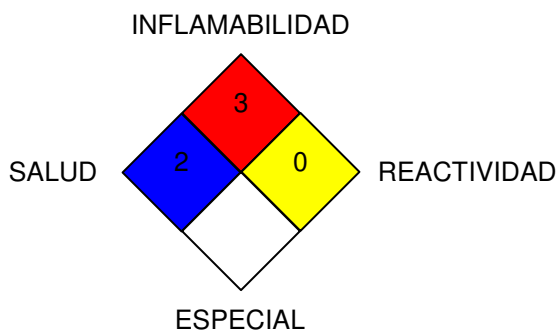 INFLAMABILIDAD
3
SALUD
2
0
REACTIVIDAD
ESPECIAL